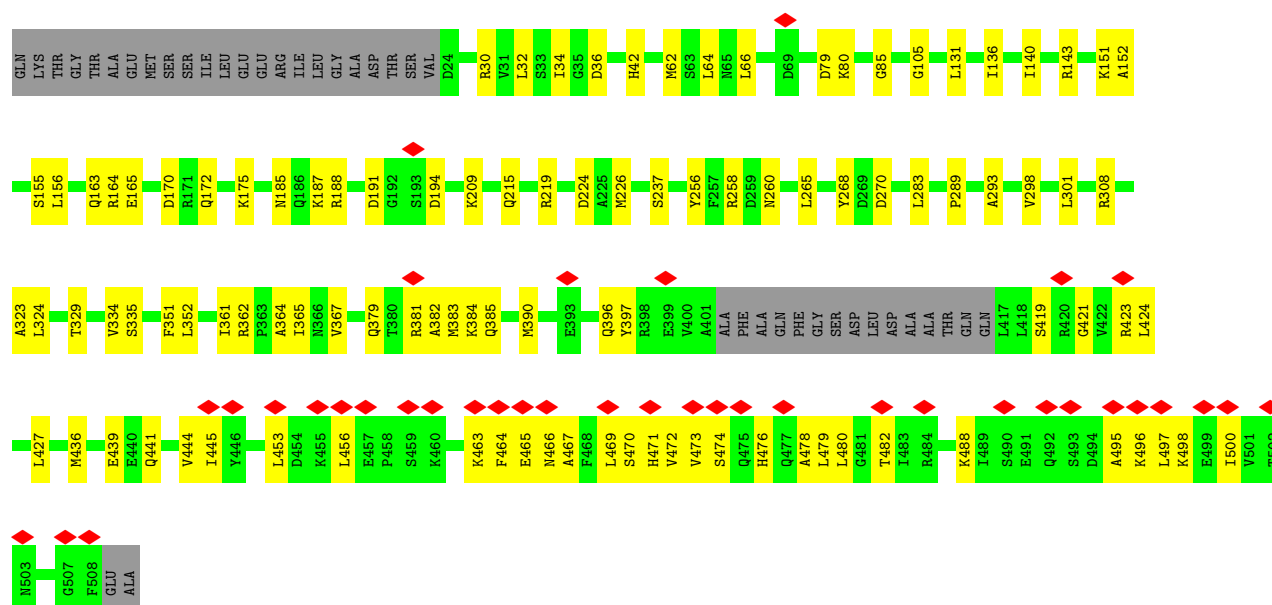 GLN LYS THR GLY THR ALA GLU MET SER SER ILE LEU GLU GLU ARG ILE LEU GLY ALA ASP THR SER VAL D24 R30 V31 L32 S33 I34 G35 D36 H42 M62 S63 L64 N65 L66 D69 D79 K80 G85 G105 L131 I136 I140 R143 K151 A152
S155 L156 Q163 R164 E165 D170 R171 Q172 K175 N185 Q186 K187 R188 D191 G192 S193 D194 K209 Q215 R219 D224 A225 M226 S237 Y256 F257 R258 D259 N260 L265 Y268 D269 D270 L283 P289 A293 V298 L301 R308
A323 L324 T329 V334 S335 F351 L352 I361 R362 P363 A364 I365 N366 V367 Q379 T380 R381 A382 M383 K384 Q385 M390 E393 Q396 Y397 R398 E399 V400 A401 ALA PHE ALA GLN PHE GLY SER ASP LEU ASP ALA ALA THR GLN GLN L417 L418 S419 R420 G421 V422 R423 L424
L427 M436 E439 E440 Q441 V444 I445 Y446 L453 D454 K455 L456 E457 P458 S459 K460 K463 F464 E465 N466 A467 F468 L469 S470 H471 V472 V473 S474 Q475 H476 Q477 A478 L479 L480 G481 T482 I483 R484 K488 I489 S490 E491 Q492 S493 D494 A495 K496 L497 K498 E499 I500 V501
N503 G507 F508 GLU ALA